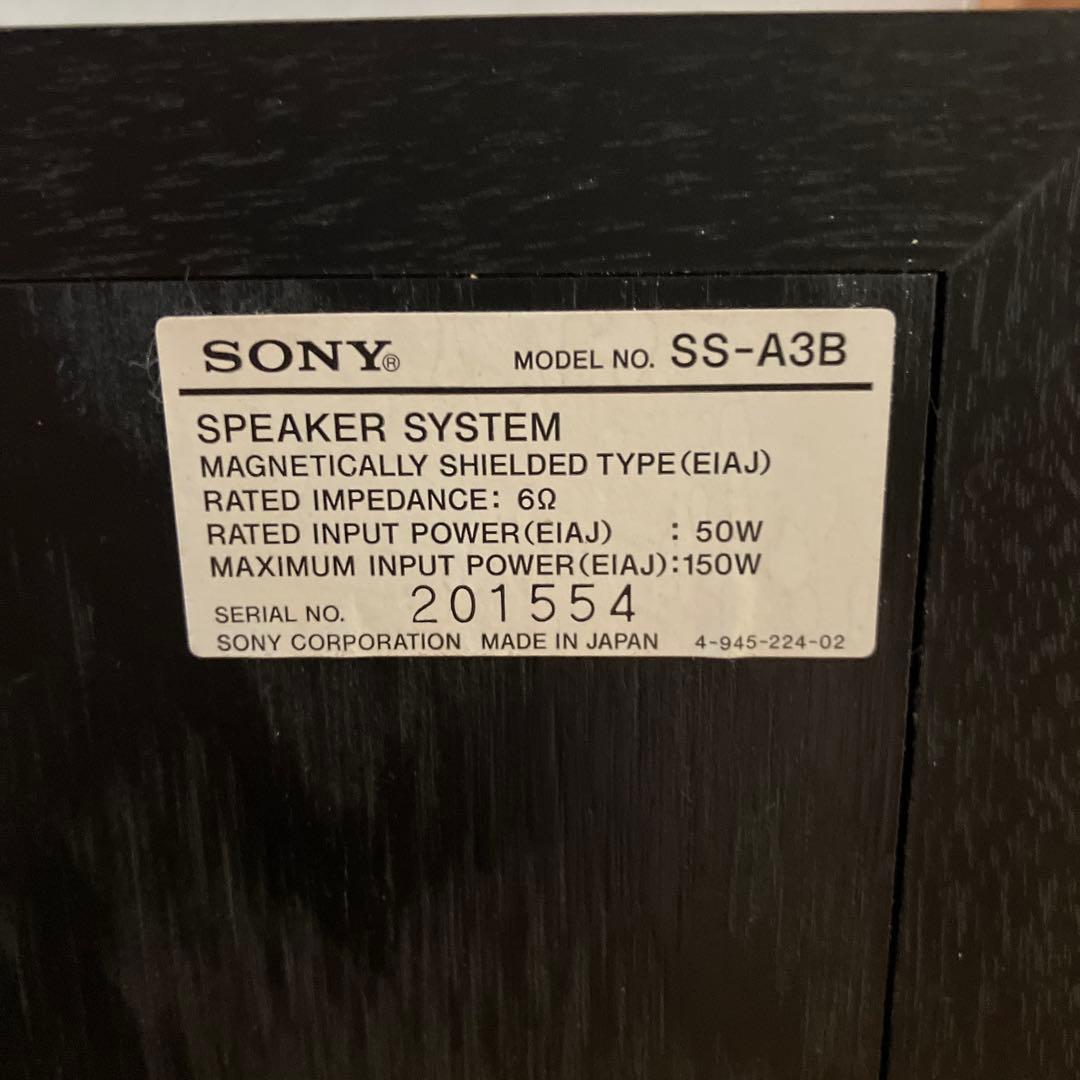 SONY® MODEL NO. SS-A3B
SPEAKER SYSTEM
MAGNETICALLY SHIELDED TYPE(EIAJ)
RATED IMPEDANCE: 6Ω
RATED INPUT POWER(EIAJ) : 50W
MAXIMUM INPUT POWER(EIAJ):150W
SERIAL NO. 201554
SONY CORPORATION MADE IN JAPAN 4-945-224-02